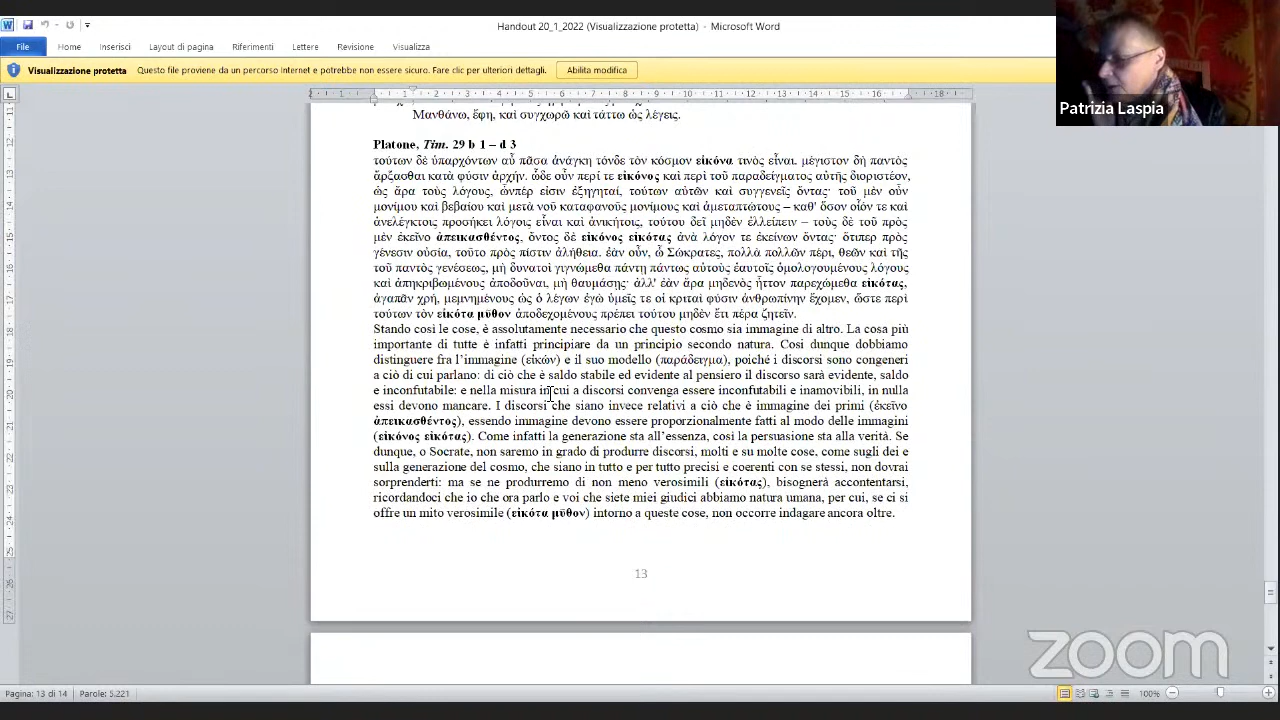 Handout 20_1_2022 (Visualizzazione protetta) - Microsoft Word
File Home Inserisci Layout di pagina Riferimenti Lettere Revisione Visualizza
Visualizzazione protetta Questo file proviene da un percorso Internet e potrebbe non essere sicuro. Fare clic per ulteriori dettagli. Abilita modifica
Patrizia Laspia
Μανθάνω, ἔφη, καὶ συγχωρῶ καὶ τάττω ὡς λέγεις.
Platone, Tim. 29 b 1 – d 3
τούτων δὲ ὑπαρχόντων αὖ πᾶσα ἀνάγκη τόνδε τὸν κόσμον εἰκόνα τινὸς εἶναι. μέγιστον δὴ παντὸς
ἄρξασθαι κατὰ φύσιν ἀρχήν. ὧδε οὖν περί τε εἰκόνος καὶ περὶ τοῦ παραδείγματος αὐτῆς διοριστέον,
ὡς ἄρα τοὺς λόγους, ὧνπέρ εἰσιν ἐξηγηταί, τούτων αὐτῶν καὶ συγγενεῖς ὄντας· τοῦ μὲν οὖν
μονίμου καὶ βεβαίου καὶ μετὰ νοῦ καταφανοῦς μονίμους καὶ ἀμεταπτώτους – καθ' ὅσον οἷόν τε καὶ
ἀνελέγκτοις προσήκει λόγοις εἶναι καὶ ἀνικήτοις, τούτου δεῖ μηδὲν ἐλλείπειν – τοὺς δὲ τοῦ πρὸς
μὲν ἐκεῖνο ἀπεικασθέντος, ὄντος δὲ εἰκόνος εἰκότας ἀνὰ λόγον τε ἐκείνων ὄντας· ὅτιπερ πρὸς
γένεσιν οὐσία, τοῦτο πρὸς πίστιν ἀλήθεια. ἐὰν οὖν, ὦ Σώκρατες, πολλὰ πολλῶν πέρι, θεῶν καὶ τῆς
τοῦ παντὸς γενέσεως, μὴ δυνατοὶ γιγνώμεθα πάντῃ πάντως αὐτοὺς ἑαυτοῖς ὁμολογουμένους λόγους
καὶ ἀπηκριβωμένους ἀποδοῦναι, μὴ θαυμάσῃς· ἀλλ' ἐὰν ἄρα μηδενὸς ἧττον παρεχώμεθα εἰκότας,
ἀγαπᾶν χρή, μεμνημένους ὡς ὁ λέγων ἐγὼ ὑμεῖς τε οἱ κριταὶ φύσιν ἀνθρωπίνην ἔχομεν, ὥστε περὶ
τούτων τὸν εἰκότα μῦθον ἀποδεχομένους πρέπει τούτου μηδὲν ἔτι πέρα ζητεῖν.
Stando così le cose, è assolutamente necessario che questo cosmo sia immagine di altro. La cosa più
importante di tutte è infatti principiare da un principio secondo natura. Così dunque dobbiamo
distinguere fra l'immagine (εἰκών) e il suo modello (παράδειγμα), poiché i discorsi sono congeneri
a ciò di cui parlano: di ciò che è saldo stabile ed evidente al pensiero il discorso sarà evidente, saldo
e inconfutabile: e nella misura in cui a discorsi convenga essere inconfutabili e inamovibili, in nulla
essi devono mancare. I discorsi che siano invece relativi a ciò che è immagine dei primi (ἐκεῖνο
ἀπεικασθέντος), essendo immagine devono essere proporzionalmente fatti al modo delle immagini
(εἰκόνος εἰκότας). Come infatti la generazione sta all'essenza, così la persuasione sta alla verità. Se
dunque, o Socrate, non saremo in grado di produrre discorsi, molti e su molte cose, come sugli dei e
sulla generazione del cosmo, che siano in tutto e per tutto precisi e coerenti con se stessi, non dovrai
sorprenderti: ma se ne produrremo di non meno verosimili (εἰκότας), bisognerà accontentarsi,
ricordandoci che io che ora parlo e voi che siete miei giudici abbiamo natura umana, per cui, se ci si
offre un mito verosimile (εἰκότα μῦθον) intorno a queste cose, non occorre indagare ancora oltre.
13
zoom
Pagina: 13 di 14 Parole: 5.221 100%